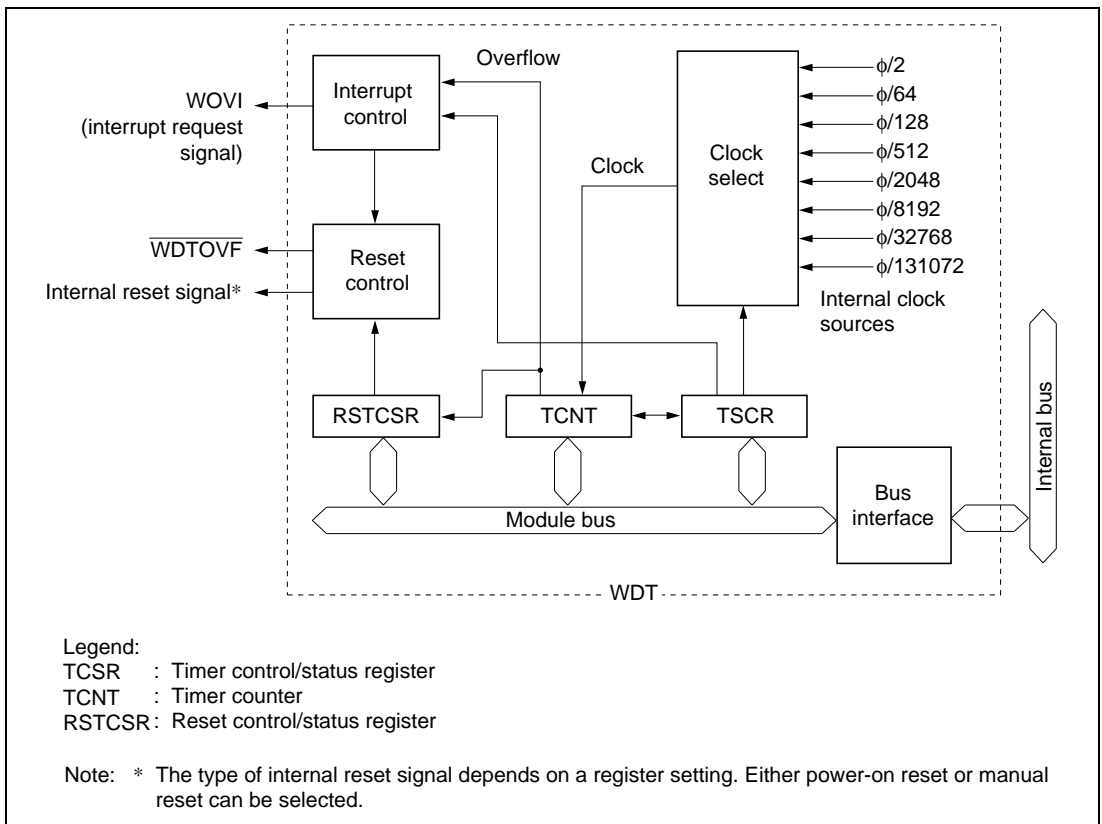 Overflow
Interrupt
control
WOVI
(interrupt request
signal)
ϕ/2
ϕ/64
ϕ/128
ϕ/512
ϕ/2048
ϕ/8192
ϕ/32768
ϕ/131072
Clock
select
Clock
Internal clock
sources
WDTOVF
Internal reset signal*
Reset
control
RSTCSR
TCNT
TSCR
Module bus
Bus
interface
Internal bus
WDT
Legend:
TCSR : Timer control/status register
TCNT : Timer counter
RSTCSR : Reset control/status register
Note: * The type of internal reset signal depends on a register setting. Either power-on reset or manual
reset can be selected.